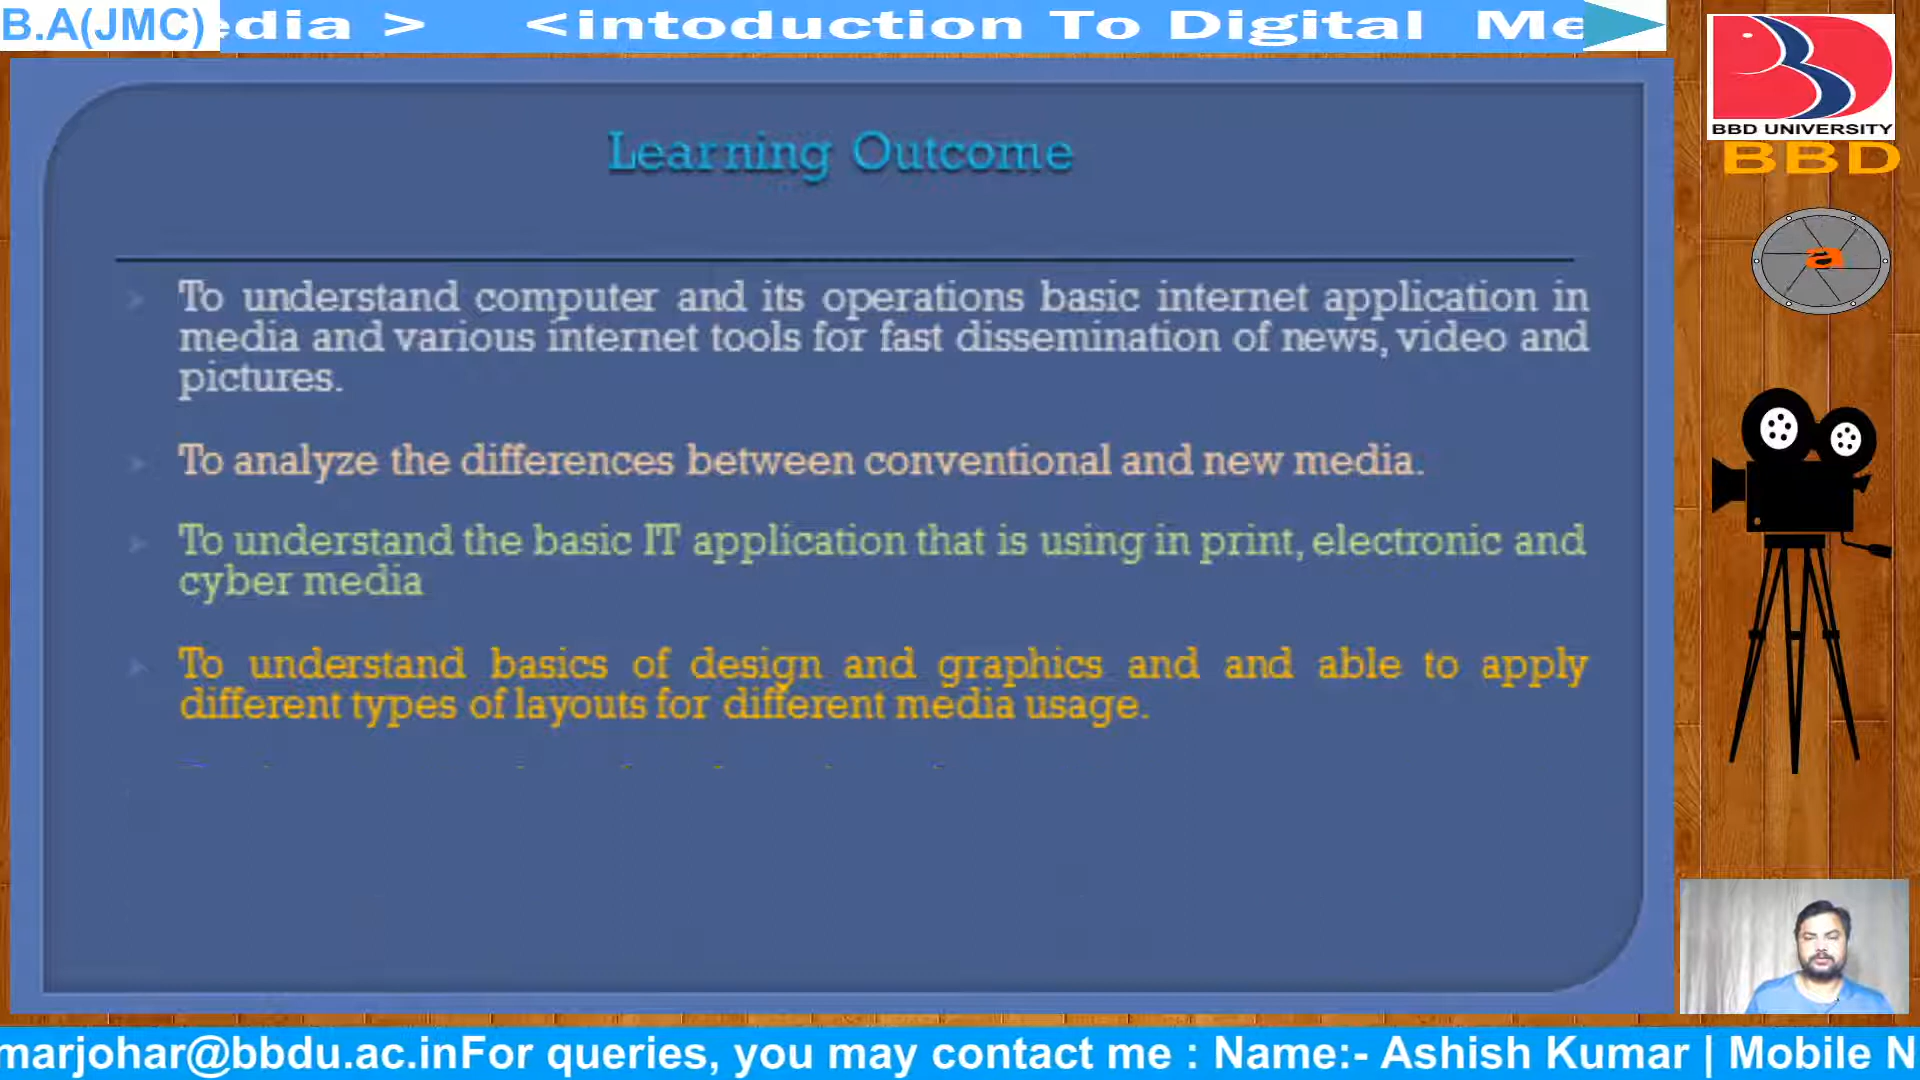 B.A(JMC)
edia > <intoduction To Digital Me
BBD UNIVERSITY
BBD
a
Learning Outcome
To understand computer and its operations basic internet application in
media and various internet tools for fast dissemination of news, video and
pictures.
To analyze the differences between conventional and new media.
To understand the basic IT application that is using in print, electronic and
cyber media
To understand basics of design and graphics and and able to apply
different types of layouts for different media usage.
marjohar@bbdu.ac.inFor queries, you may contact me : Name:- Ashish Kumar | Mobile N